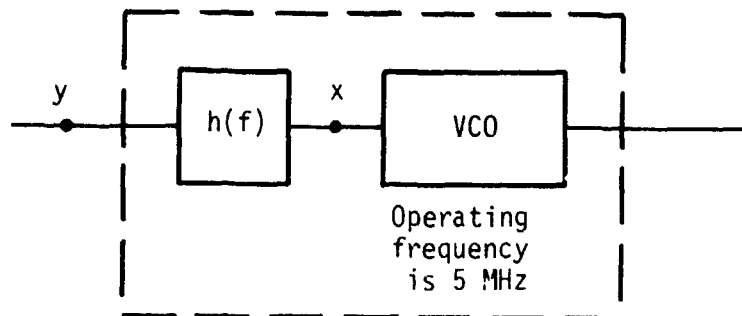 y
h(f)
x
VCO
Operating
frequency
is 5 MHz